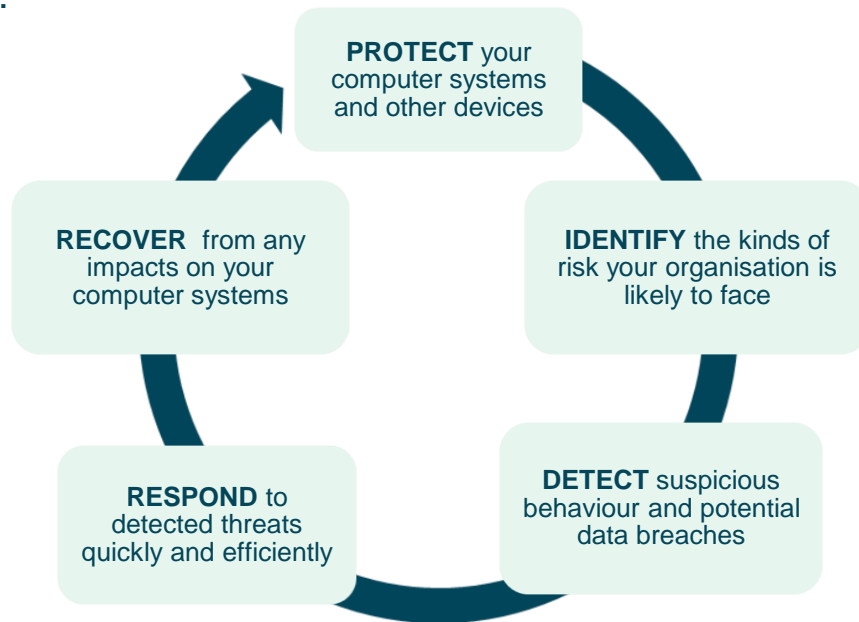 .
PROTECT your
computer systems
and other devices
IDENTIFY the kinds of
risk your organisation is
likely to face
DETECT suspicious
behaviour and potential
data breaches
RESPOND to
detected threats
quickly and efficiently
RECOVER from any
impacts on your
computer systems